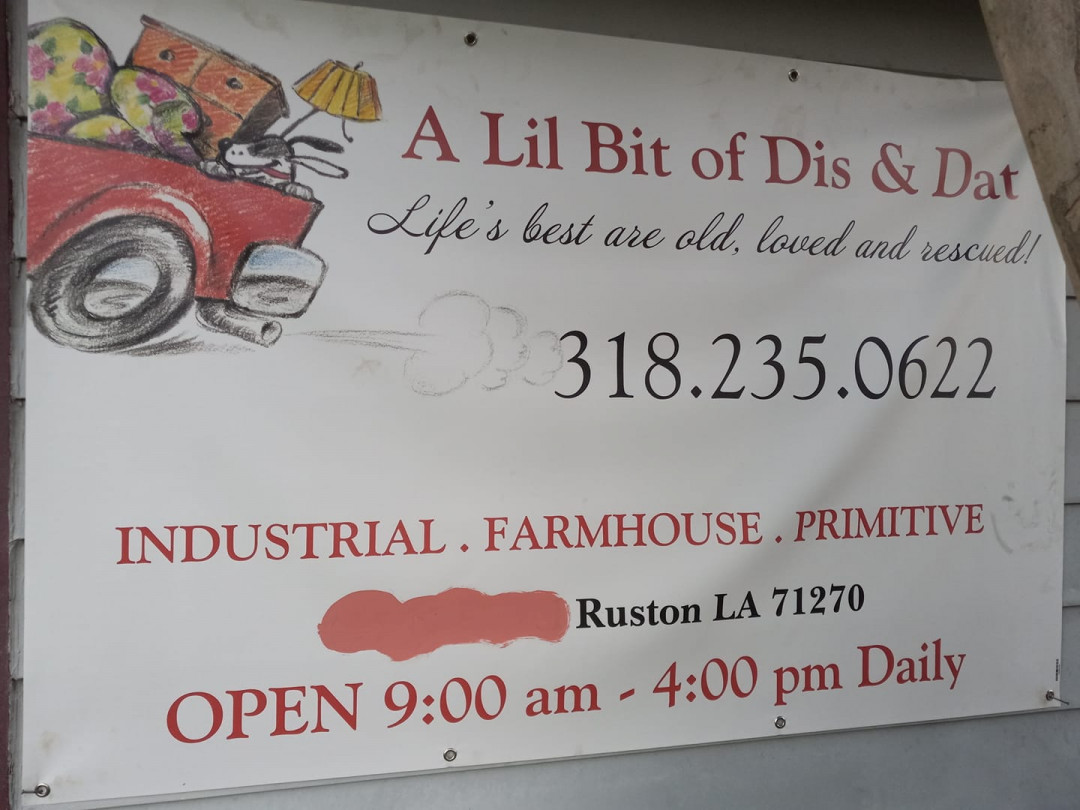 A Lil Bit of Dis & Dat
Life's best are old, loved and rescued!
318.235.0622
INDUSTRIAL . FARMHOUSE . PRIMITIVE
Ruston LA 71270
OPEN 9:00 am - 4:00 pm Daily